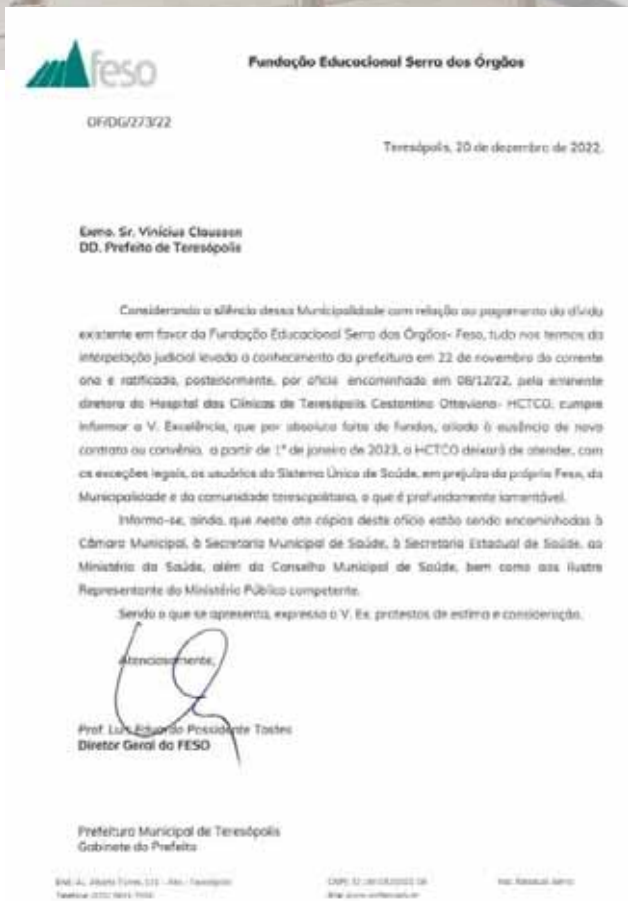 feso
Fundação Educacional Serra dos Órgãos
OF/DG/273/22
Teresópolis, 20 de dezembro de 2022.
Exmo. Sr. Vinícius Claussen
DD. Prefeito de Teresópolis
Considerando o silêncio dessa Municipalidade com relação ao pagamento da dívida
existente em favor da Fundação Educacional Serra dos Órgãos- Feso, tudo nos termos da
interpelação judicial levada a conhecimento da prefeitura em 22 de novembro do corrente
ano e ratificada, posteriormente, por ofício encaminhado em 08/12/22, pela eminente
diretora do Hospital das Clínicas de Teresópolis Costantino Ottaviano- HCTCO, cumpre
informar a V. Excelência, que por absoluta falta de fundos, aliado à ausência de novo
contrato ou convênio, a partir de 1º de janeiro de 2023, o HCTCO deixará de atender, com
as exceções legais, os usuários do Sistema Único de Saúde, em prejuízo da própria Feso, da
Municipalidade e da comunidade teresopolitana, o que é profundamente lamentável.
Informa-se, ainda, que neste ato cópias deste ofício estão sendo encaminhadas à
Câmara Municipal, à Secretaria Municipal de Saúde, à Secretaria Estadual de Saúde, ao
Ministério da Saúde, além do Conselho Municipal de Saúde, bem como aos ilustre
Representante do Ministério Público competente.
Sendo o que se apresenta, expresso a V. Ex. protestos de estima e consideração.
Atenciosamente,
Prof. Luis Eduardo Possidente Tostes
Diretor Geral do FESO
Prefeitura Municipal de Teresópolis
Gabinete do Prefeito